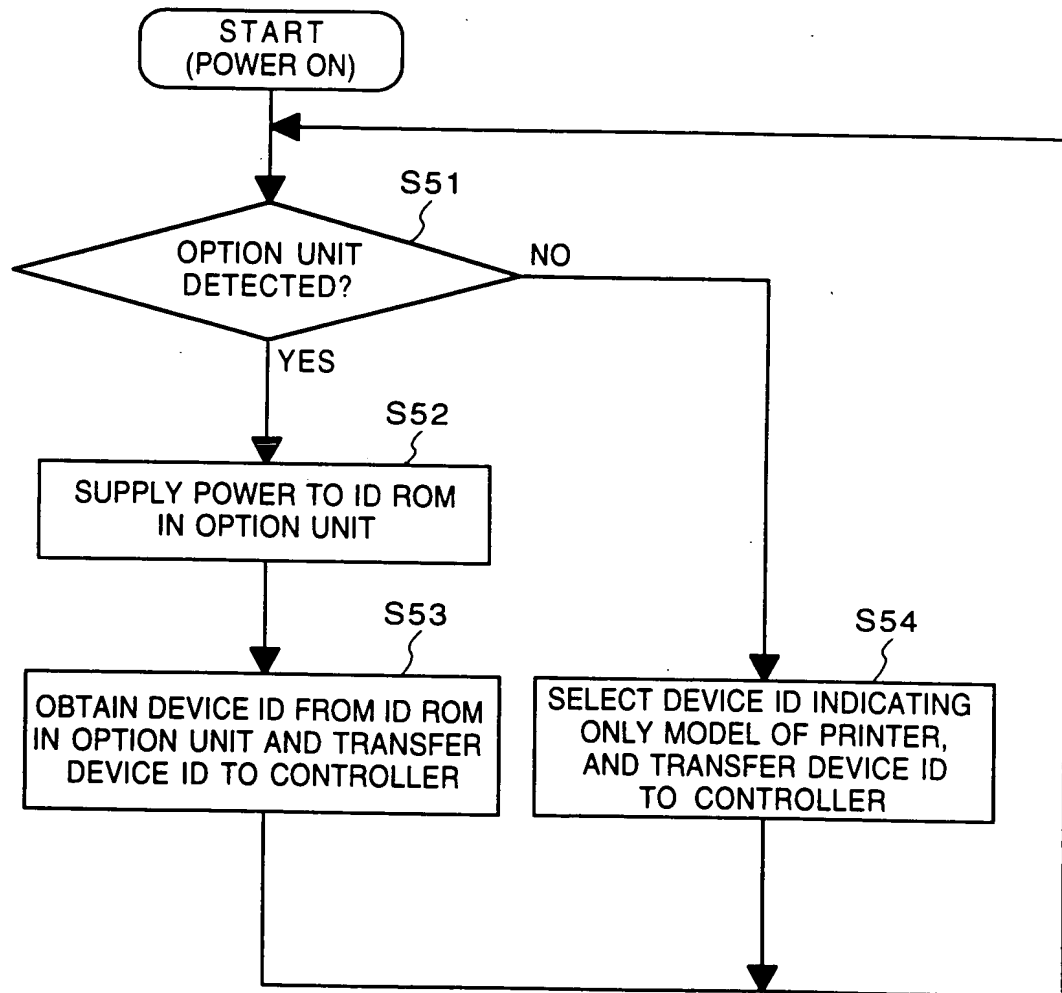 START
(POWER ON)
S51
OPTION UNIT
DETECTED?
NO
YES
S52
SUPPLY POWER TO ID ROM
IN OPTION UNIT
S53
OBTAIN DEVICE ID FROM ID ROM
IN OPTION UNIT AND TRANSFER
DEVICE ID TO CONTROLLER
S54
SELECT DEVICE ID INDICATING
ONLY MODEL OF PRINTER,
AND TRANSFER DEVICE ID
TO CONTROLLER